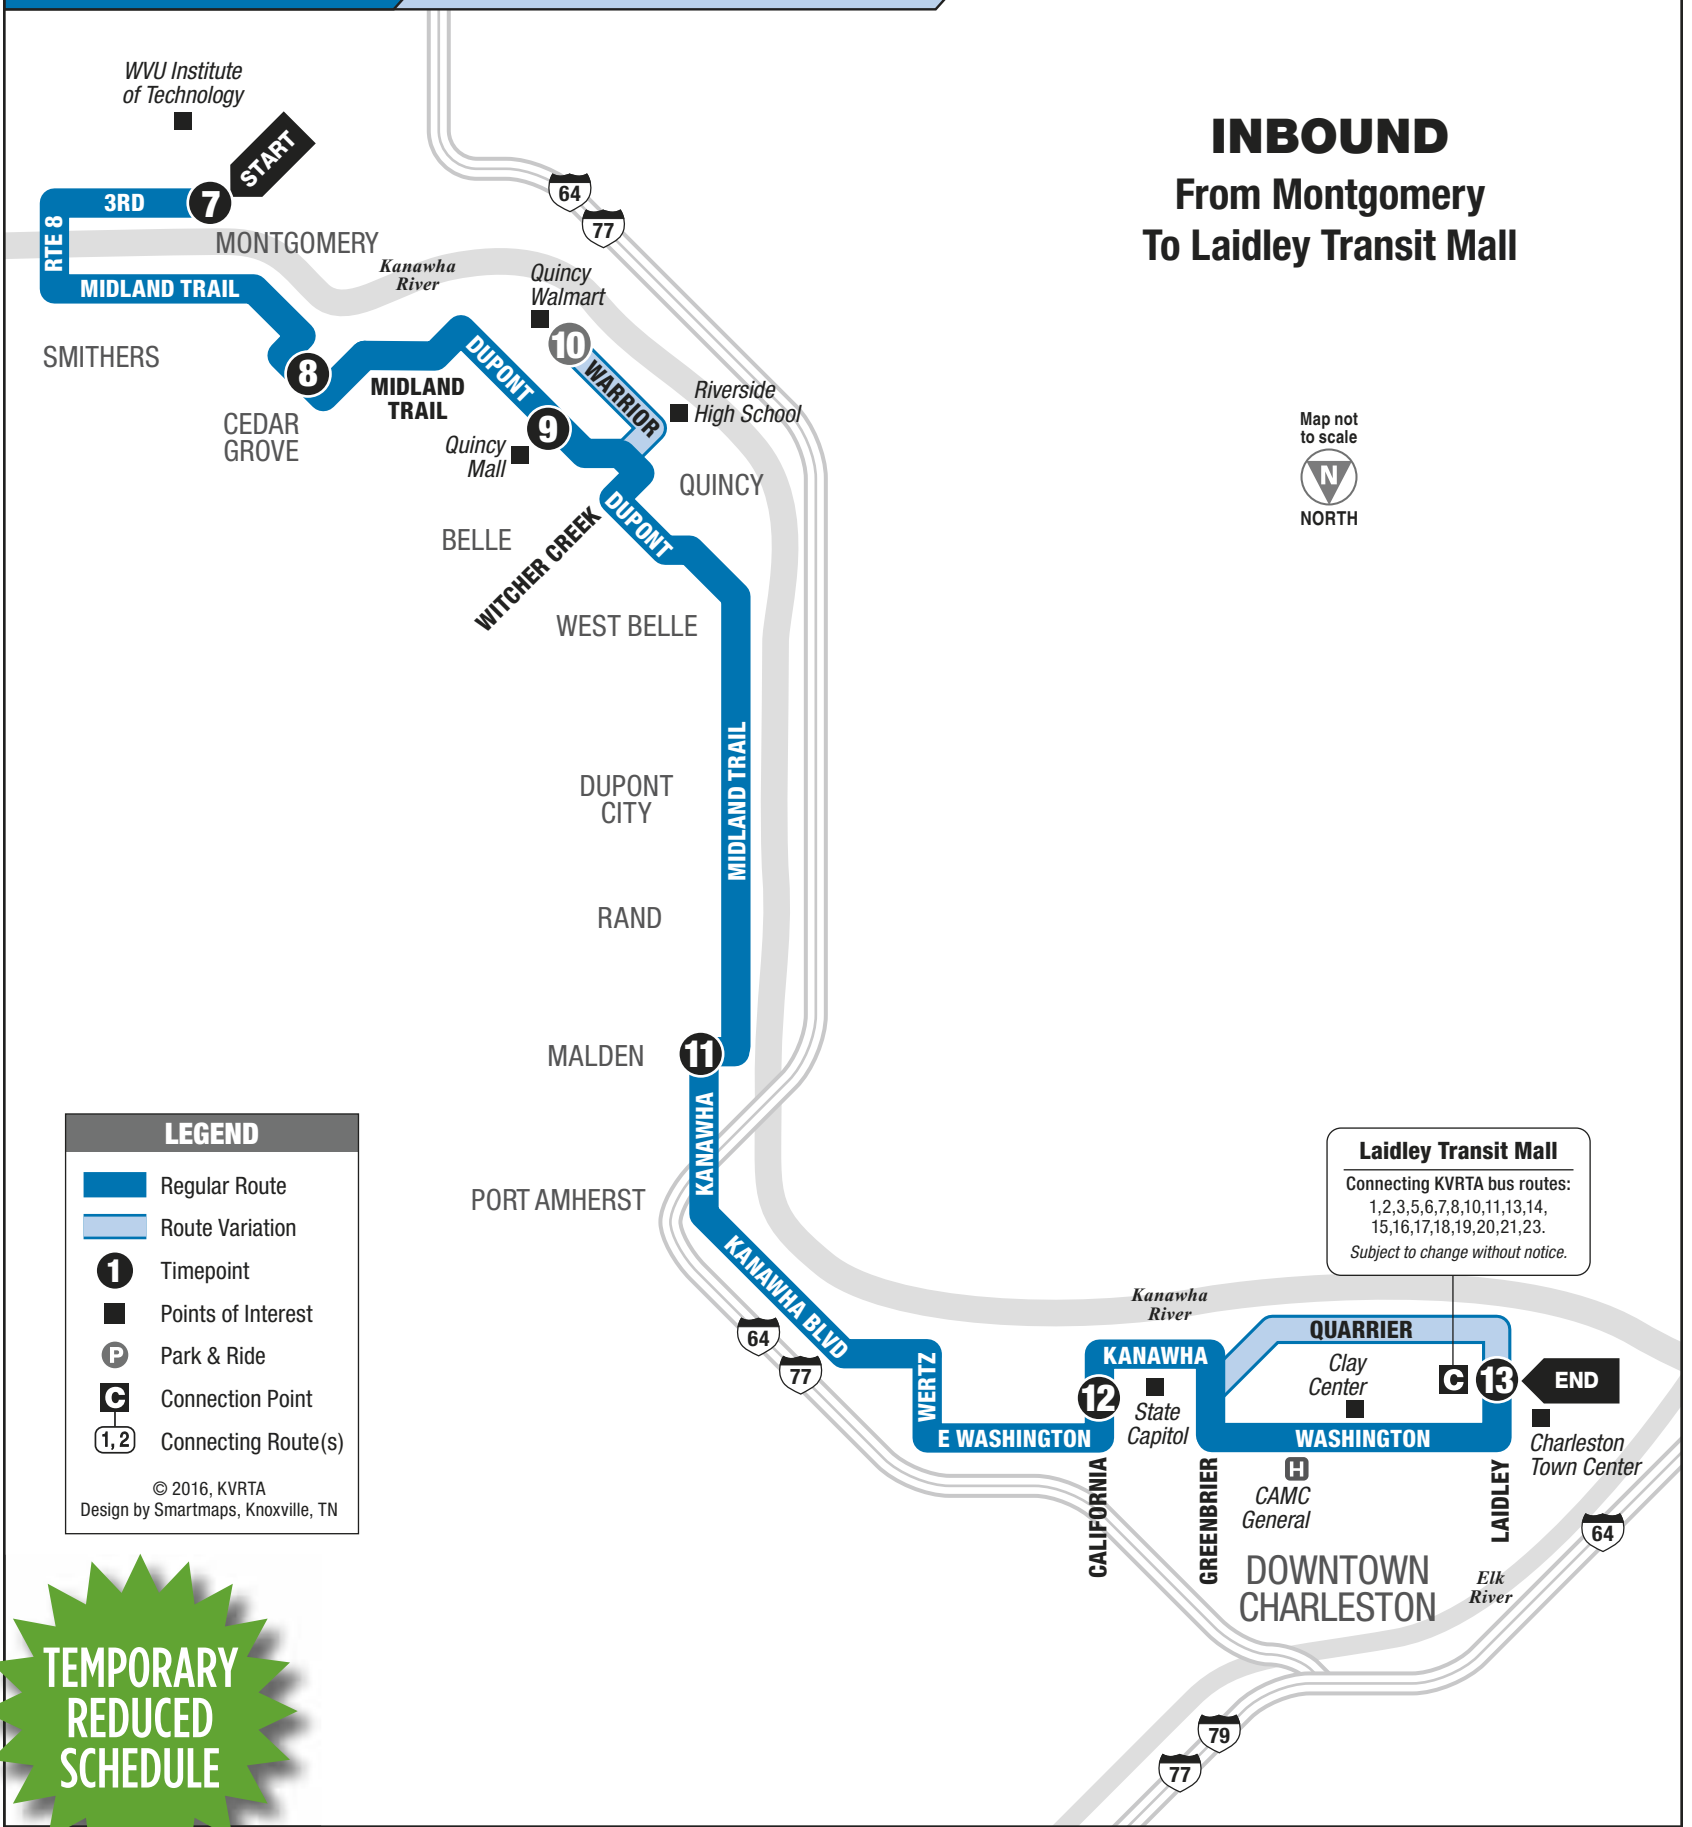 WVU Institute
of Technology
START
INBOUND
From Montgomery
To Laidley Transit Mall
64
77
3RD
7
RTE 8
MONTGOMERY
Kanawha
River
MIDLAND TRAIL
Quincy
Walmart
10
SMITHERS
8
DUPONT
WARRIOR
MIDLAND
TRAIL
Riverside
High School
CEDAR
GROVE
9
Quincy
Mall
QUINCY
Map not
to scale
N
NORTH
BELLE
DUPONT
WITCHER CREEK
WEST BELLE
MIDLAND TRAIL
DUPONT
CITY
RAND
MALDEN
11
KANAWHA
PORT AMHERST
KANAWHA BLVD
64
77
LEGEND
Regular Route
Route Variation
1
Timepoint
Points of Interest
P
Park & Ride
C
Connection Point
1, 2
Connecting Route(s)
© 2016, KVRTA
Design by Smartmaps, Knoxville, TN
Laidley Transit Mall
Connecting KVRTA bus routes:
1,2,3,5,6,7,8,10,11,13,14,
15,16,17,18,19,20,21,23.
Subject to change without notice.
Kanawha
River
WERTZ
E WASHINGTON
KANAWHA
12
State
Capitol
QUARRIER
Clay
Center
C
13
END
WASHINGTON
Charleston
Town Center
CALIFORNIA
GREENBRIER
H
CAMC
General
LAIDLEY
64
DOWNTOWN
CHARLESTON
Elk
River
79
77
TEMPORARY
REDUCED
SCHEDULE